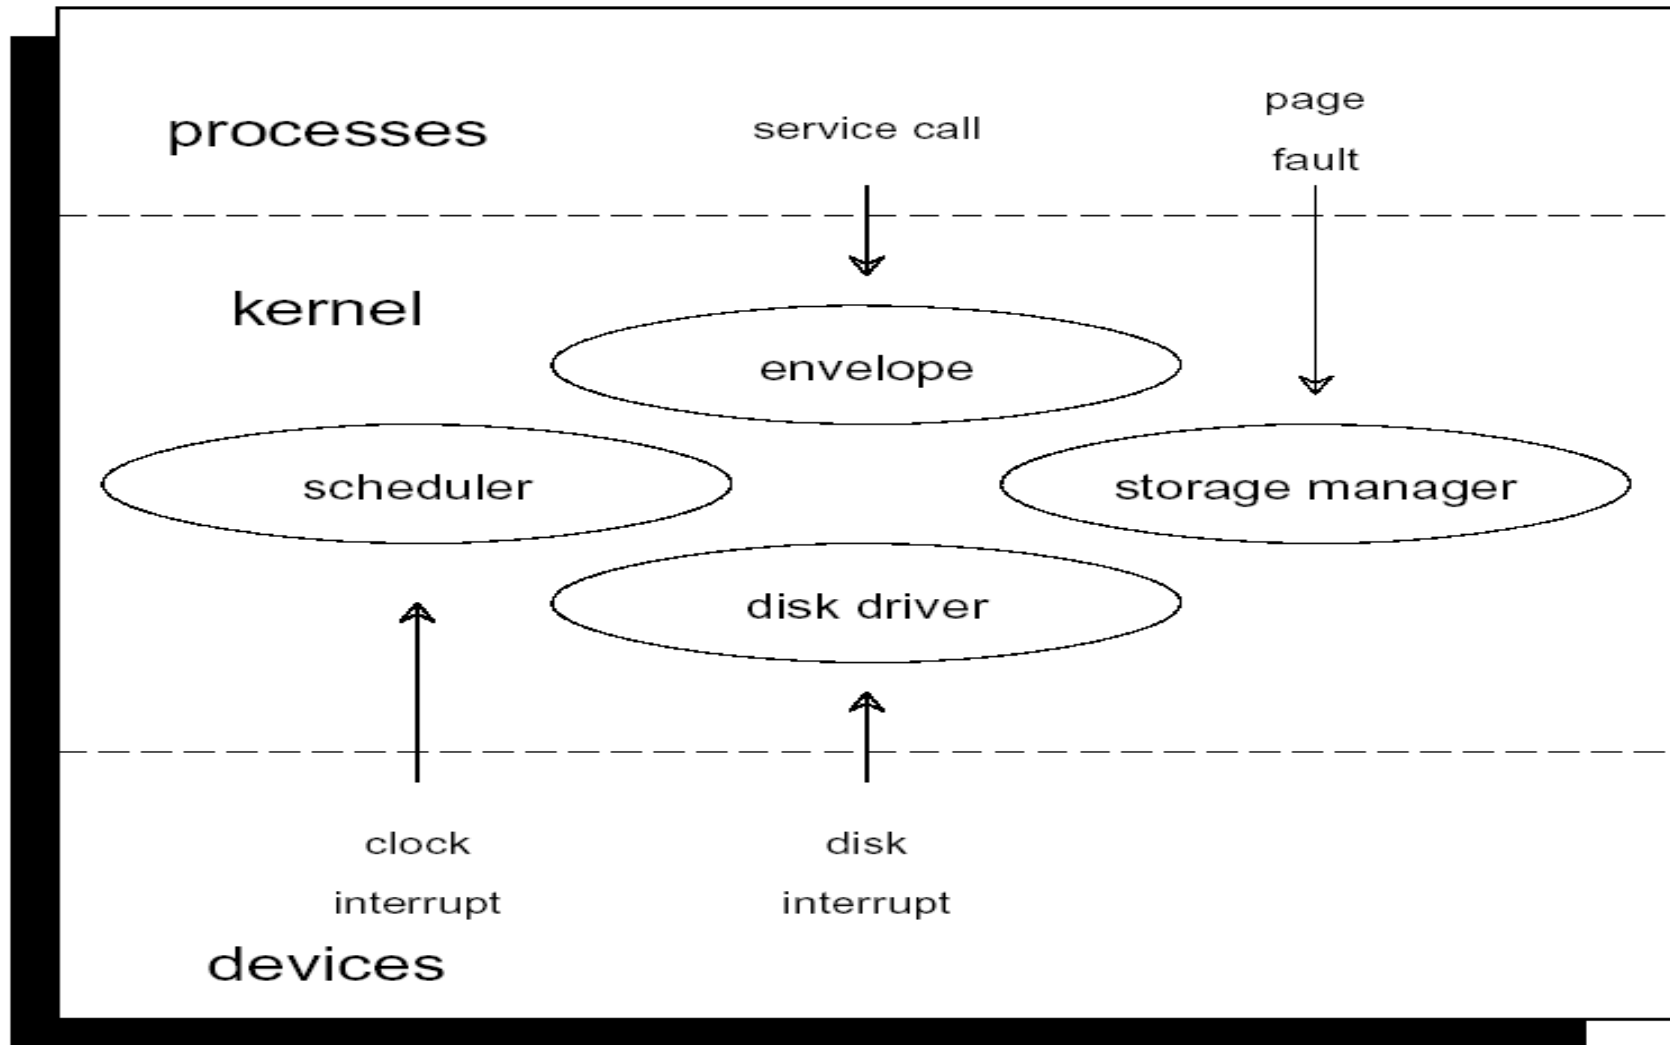 processes
service call
page
fault
kernel
envelope
scheduler
storage manager
disk driver
clock
interrupt
disk
interrupt
devices